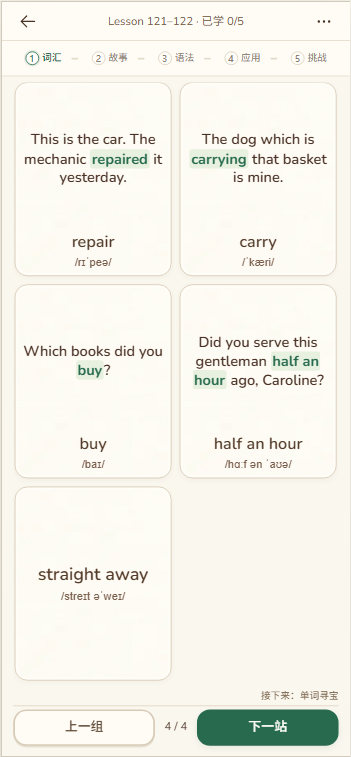 Lesson 121–122 · 已学 0/5
1 词汇 2 故事 3 语法 4 应用 5 挑战
This is the car. The
mechanic repaired it
yesterday.
repair
/rɪˈpeə/
The dog which is
carrying that basket
is mine.
carry
/ˈkæri/
Which books did you
buy?
buy
/baɪ/
Did you serve this
gentleman half an
hour ago, Caroline?
half an hour
/hɑːf ən ˈaʊə/
straight away
/streɪt əˈweɪ/
接下来：单词寻宝
上一组 4 / 4 下一站